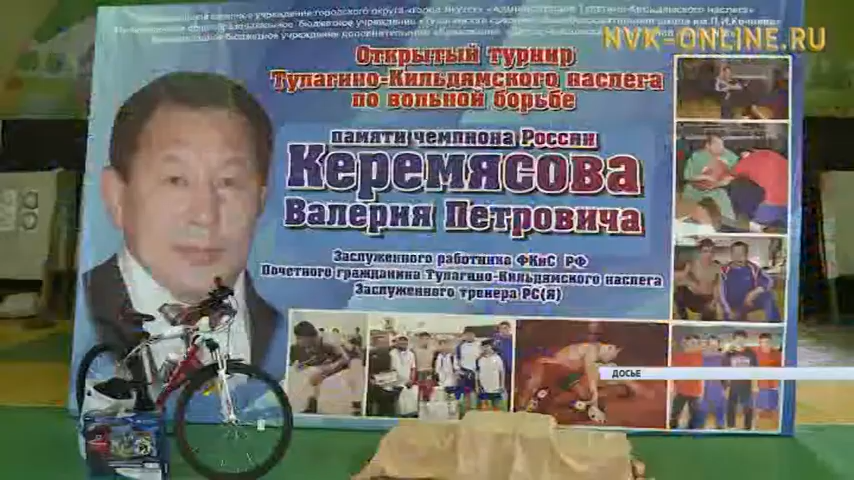 NVK-ONLINE.RU
Открытый турнир
Тулагино-Кильдямского наслега
по вольной борьбе
памяти чемпиона России
Керемясова
Валерия Петровича
Заслуженного работника ФКиС РФ
Почетного гражданина Тулагино-Кильдямского наслега
Заслуженного тренера РС(Я)
ДОСЬЕ